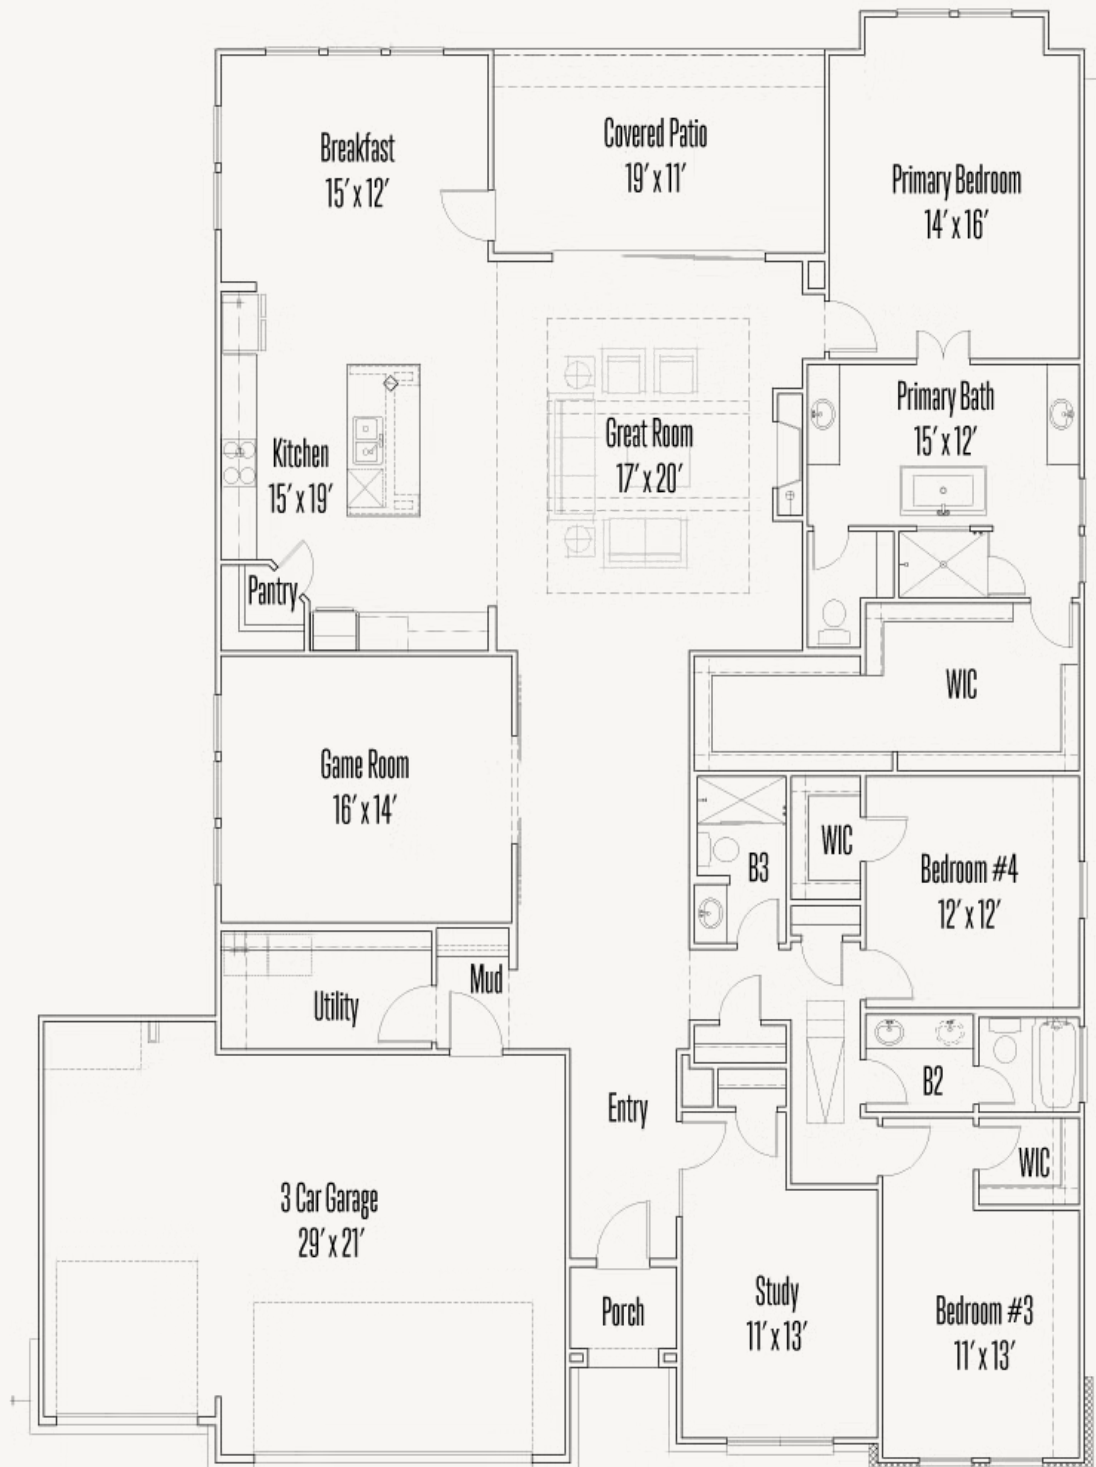 Breakfast
15′ x 12′
Covered Patio
19′ x 11′
Primary Bedroom
14′ x 16′
Primary Bath
15′ x 12′
Great Room
17′ x 20′
Kitchen
15′ x 19′
Pantry
WIC
Game Room
16′ x 14′
WIC
B3
Bedroom #4
12′ x 12′
Mud
Utility
B2
Entry
WIC
3 Car Garage
29′ x 21′
Study
11′ x 13′
Porch
Bedroom #3
11′ x 13′